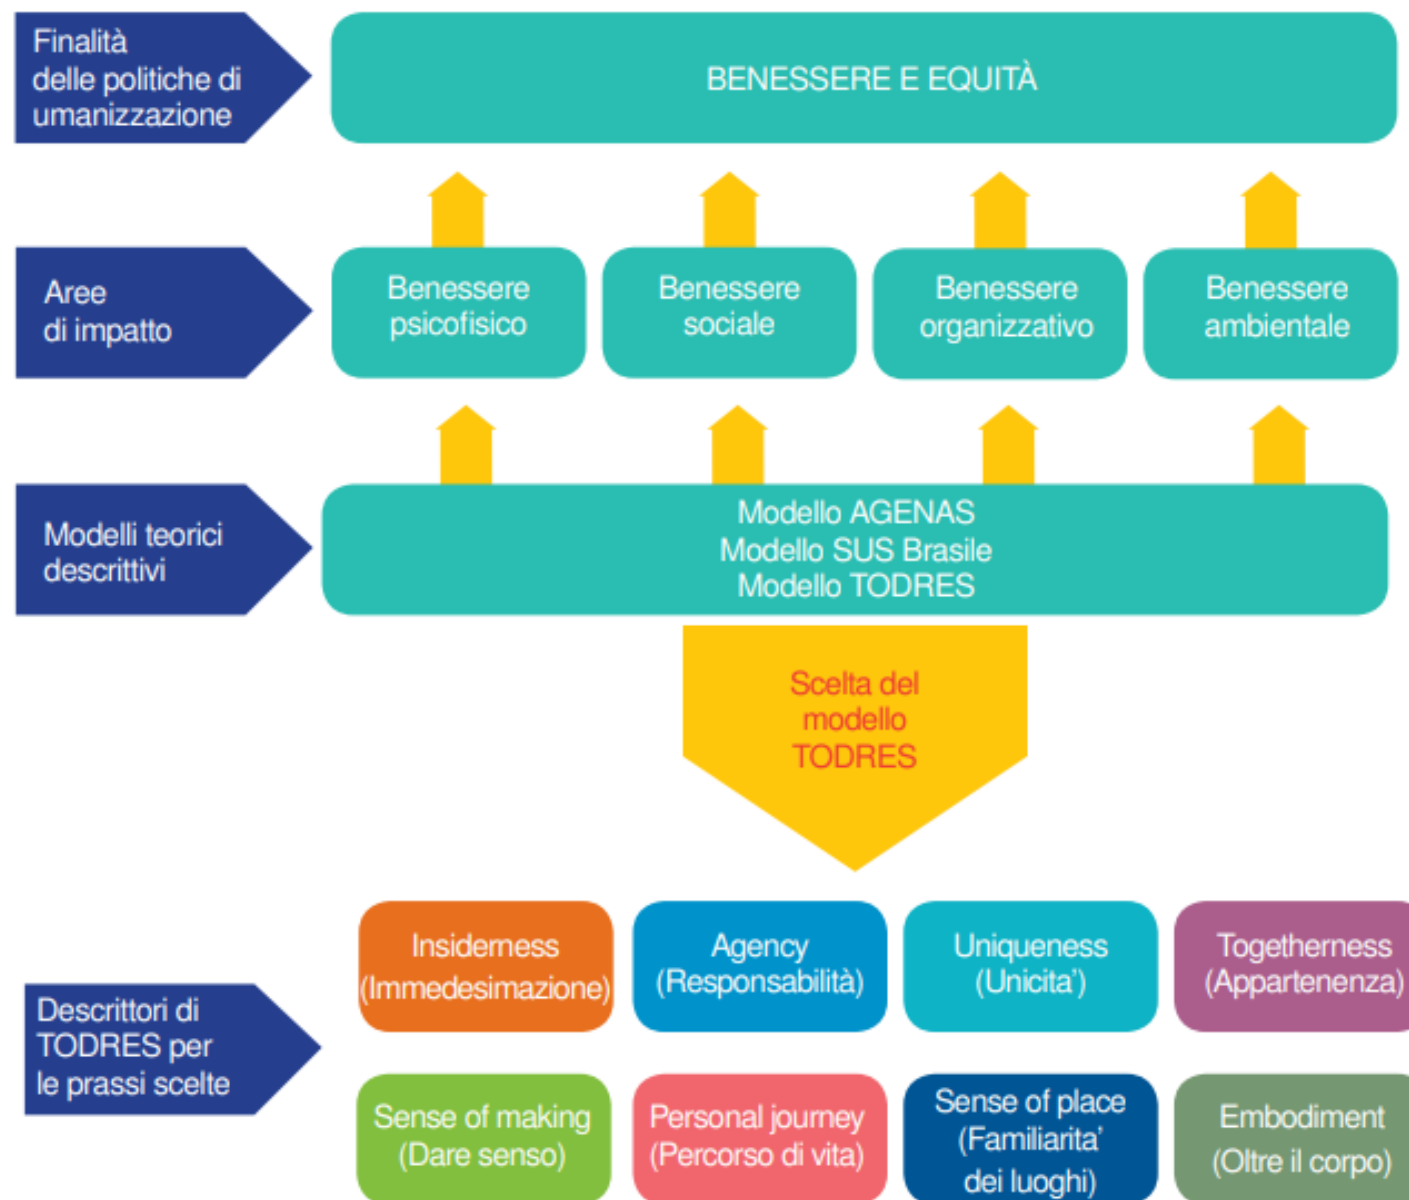 Finalità
delle politiche di
umanizzazione
BENESSERE E EQUITÀ
Aree
di impatto
Benessere
psicofisico
Benessere
sociale
Benessere
organizzativo
Benessere
ambientale
Modelli teorici
descrittivi
Modello AGENAS
Modello SUS Brasile
Modello TODRES
Scelta del
modello
TODRES
Descrittori di
TODRES per
le prassi scelte
Insiderness
(Immedesimazione)
Agency
(Responsabilità)
Uniqueness
(Unicita’)
Togetherness
(Appartenenza)
Sense of making
(Dare senso)
Personal journey
(Percorso di vita)
Sense of place
(Familiarita’
dei luoghi)
Embodiment
(Oltre il corpo)